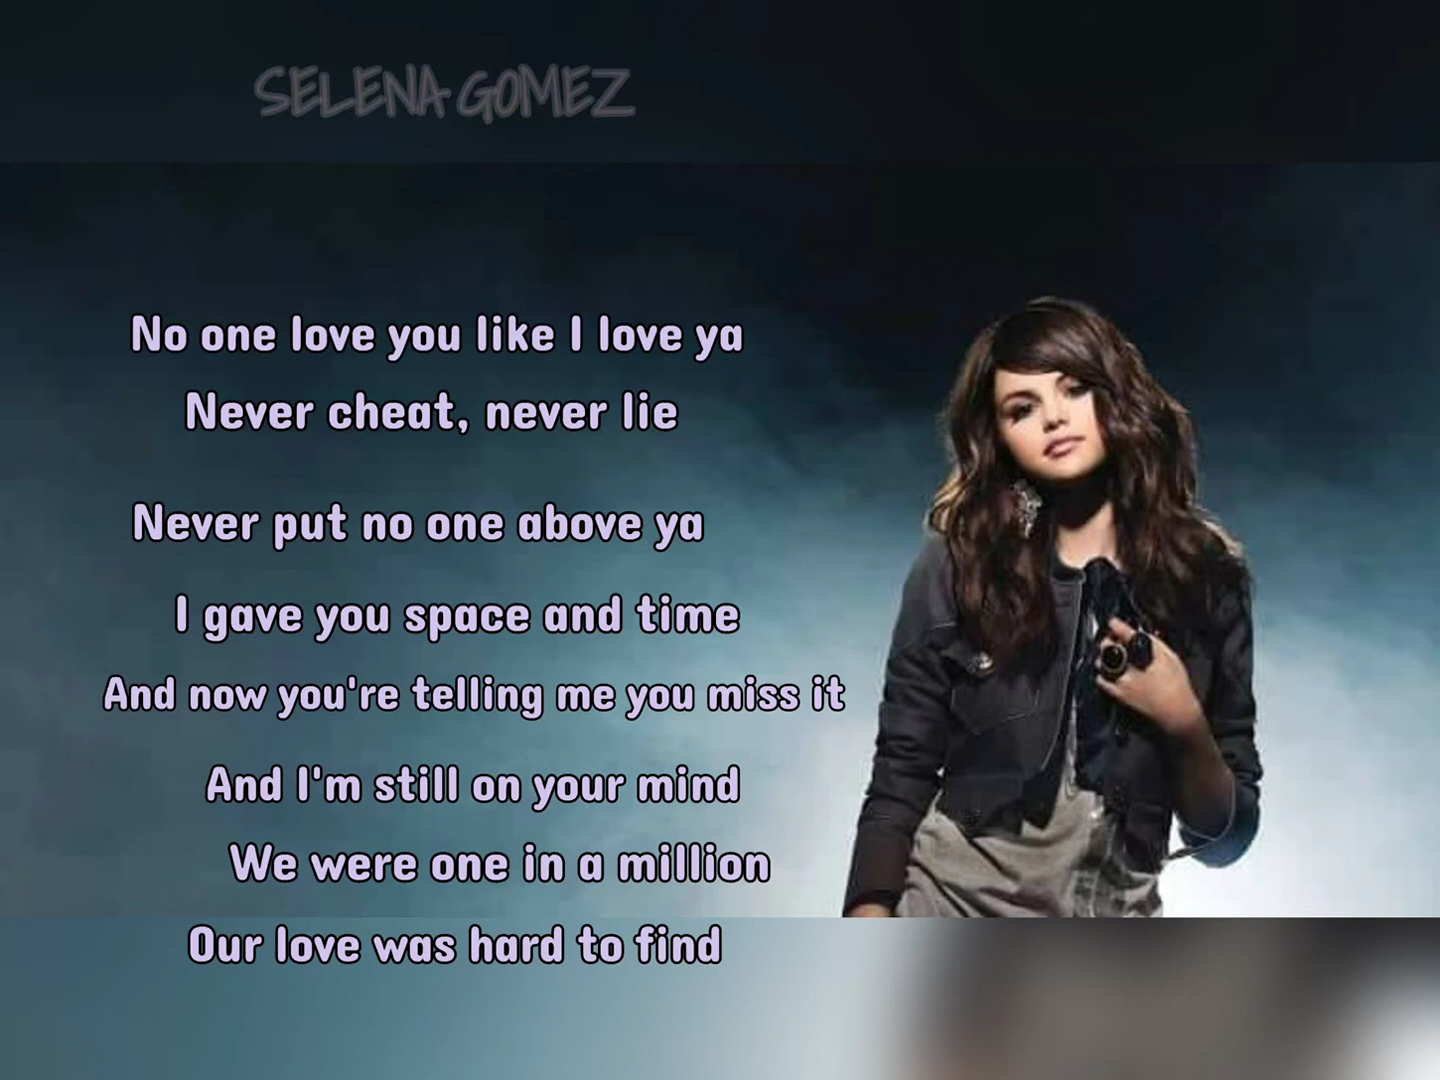 SELENA GOMEZ
No one love you like I love ya
Never cheat, never lie
Never put no one above ya
I gave you space and time
And now you're telling me you miss it
And I'm still on your mind
We were one in a million
Our love was hard to find